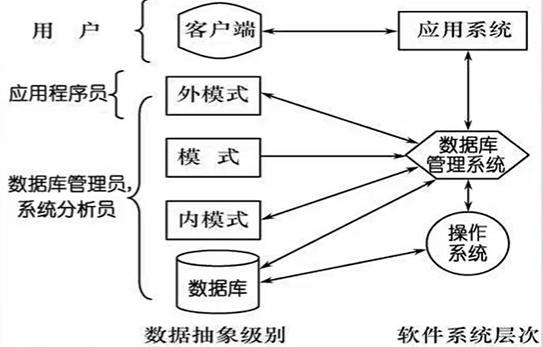 用 户
客户端
应用系统
应用程序员
外模式
模 式
数据库
管理系统
数据库管理员,
系统分析员
内模式
操作
系统
数据库
数据抽象级别
软件系统层次